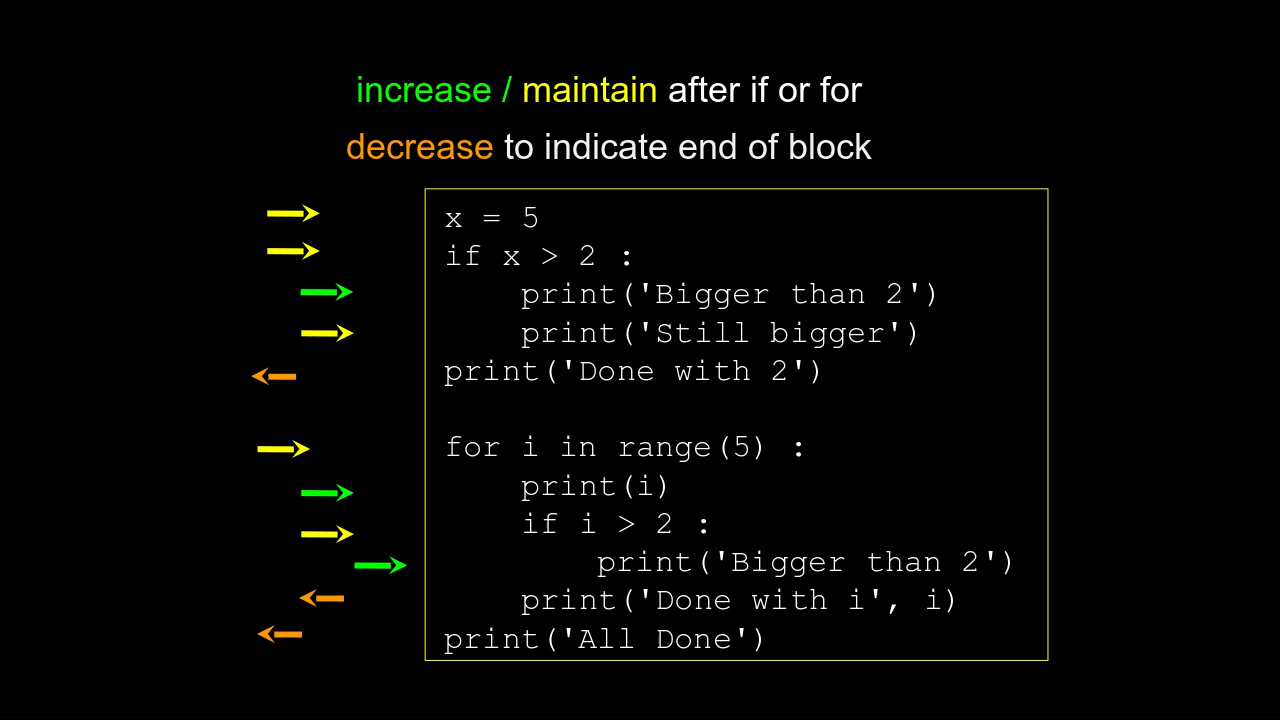 increase / maintain after if or for
decrease to indicate end of block
x = 5
if x > 2 :
    print('Bigger than 2')
    print('Still bigger')
print('Done with 2')

for i in range(5) :
    print(i)
    if i > 2 :
        print('Bigger than 2')
    print('Done with i', i)
print('All Done')